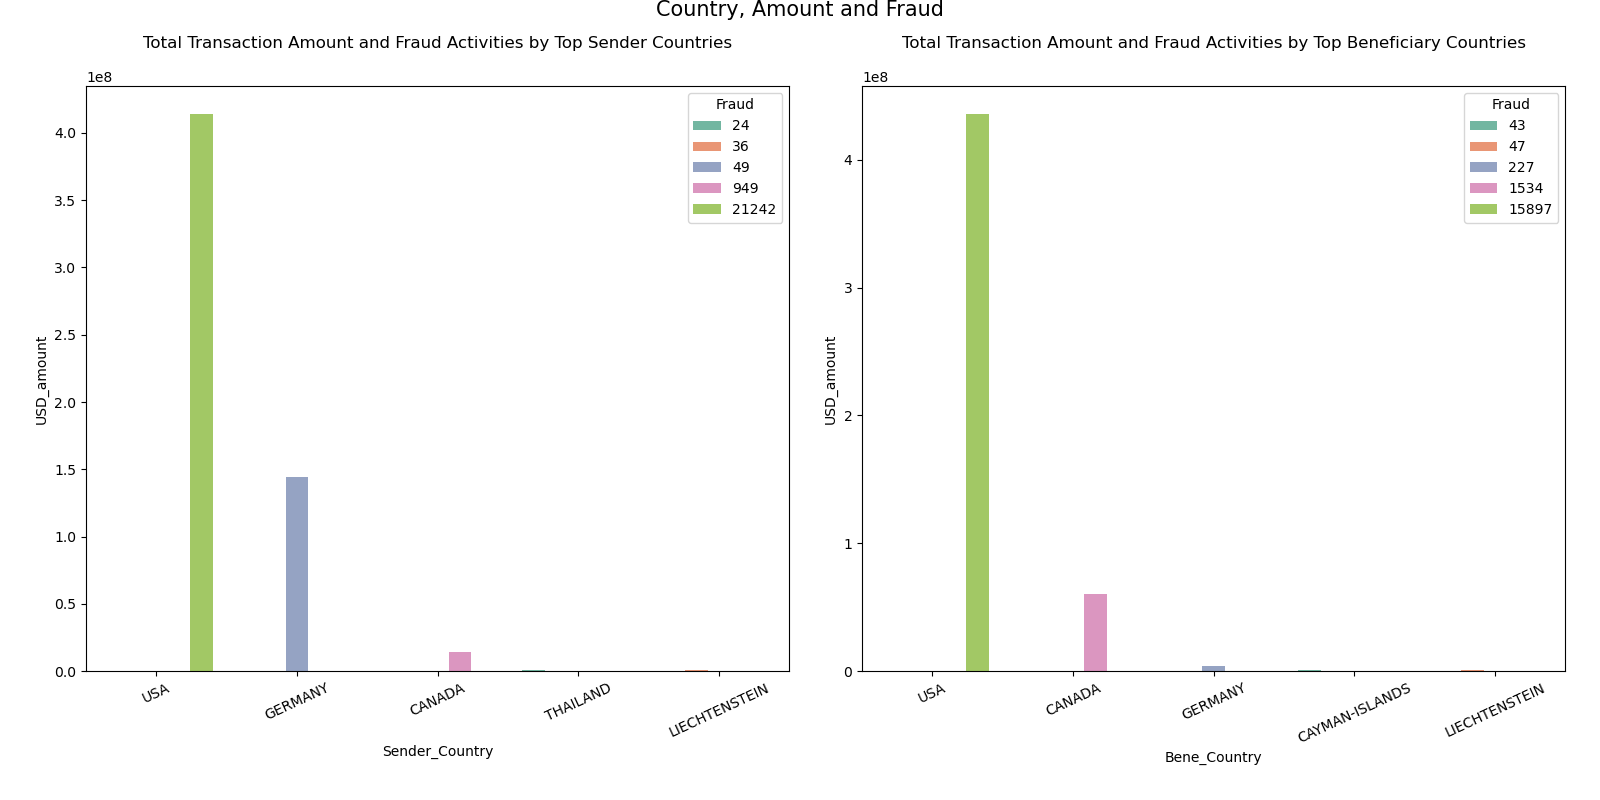 Country, Amount and Fraud
Total Transaction Amount and Fraud Activities by Top Sender Countries
1e8
4.0
3.5
3.0
2.5
2.0
1.5
1.0
0.5
0.0
USD_amount
Fraud
24
36
49
949
21242
USA
GERMANY
CANADA
THAILAND
LIECHTENSTEIN
Sender_Country
Total Transaction Amount and Fraud Activities by Top Beneficiary Countries
1e8
4
3
2
1
0
USD_amount
Fraud
43
47
227
1534
15897
USA
CANADA
GERMANY
CAYMAN-ISLANDS
LIECHTENSTEIN
Bene_Country